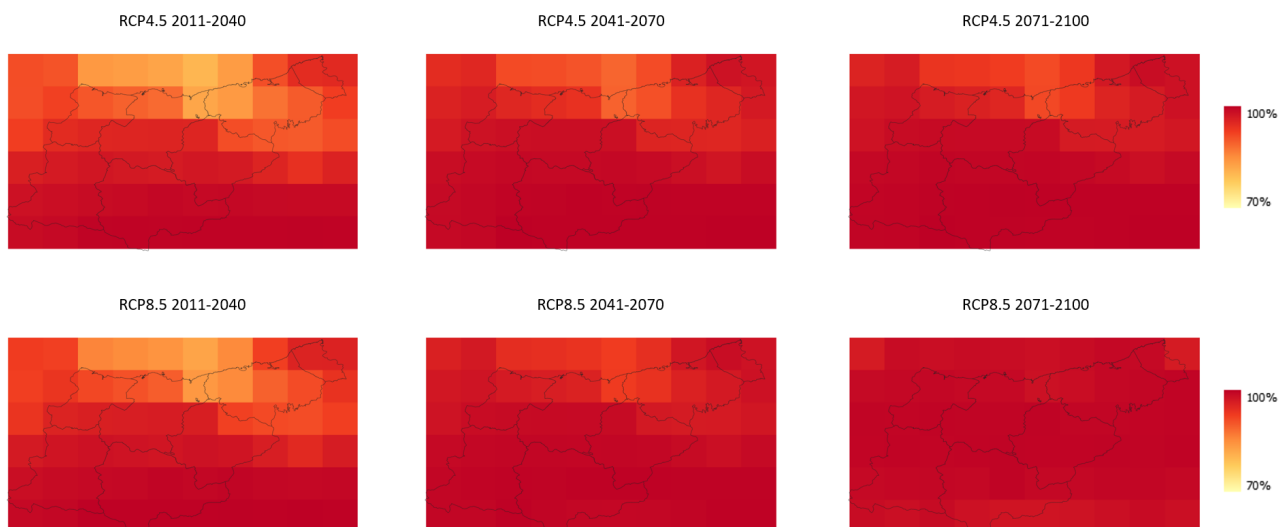 RCP4.5 2011-2040
RCP4.5 2041-2070
RCP4.5 2071-2100
100%
70%
RCP8.5 2011-2040
RCP8.5 2041-2070
RCP8.5 2071-2100
100%
70%